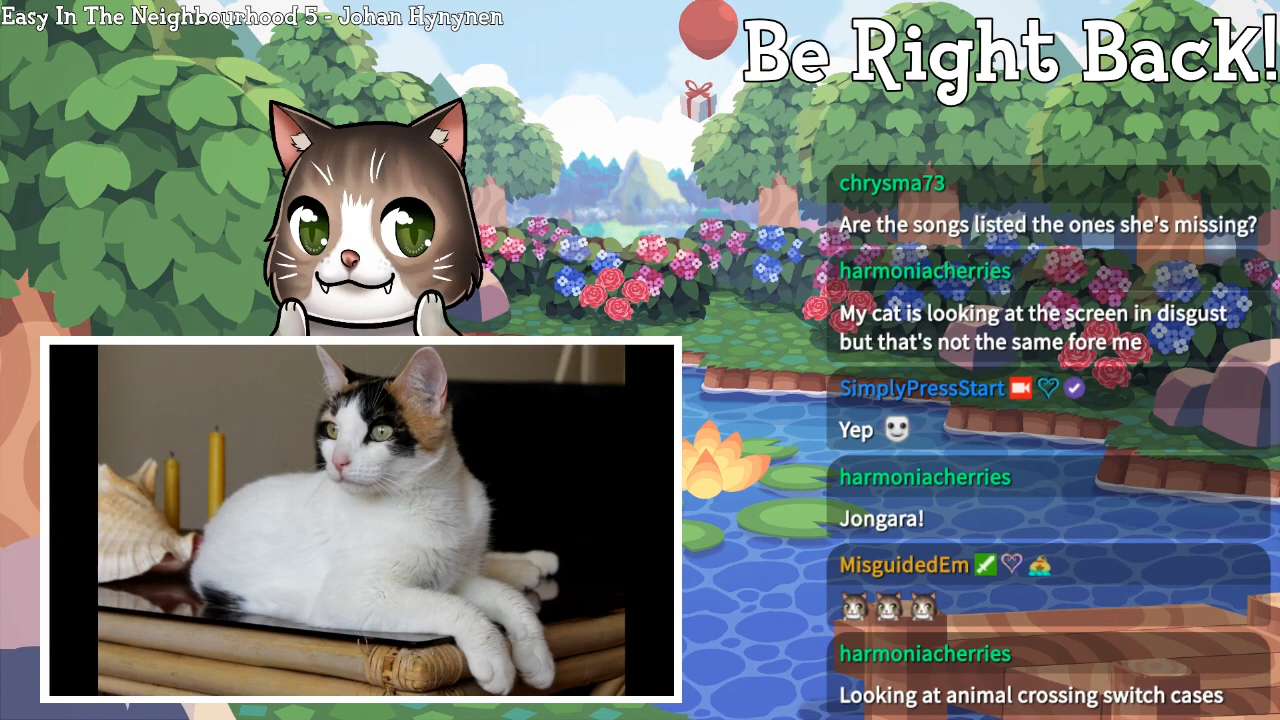 Easy In The Neighbourhood 5 - Johan Hynynen
Be Right Back!
chrysma73
Are the songs listed the ones she's missing?
harmoniacherries
My cat is looking at the screen in disgust
but that's not the same fore me
SimplyPressStart
Yep
harmoniacherries
Jongara!
MisguidedEm
harmoniacherries
Looking at animal crossing switch cases